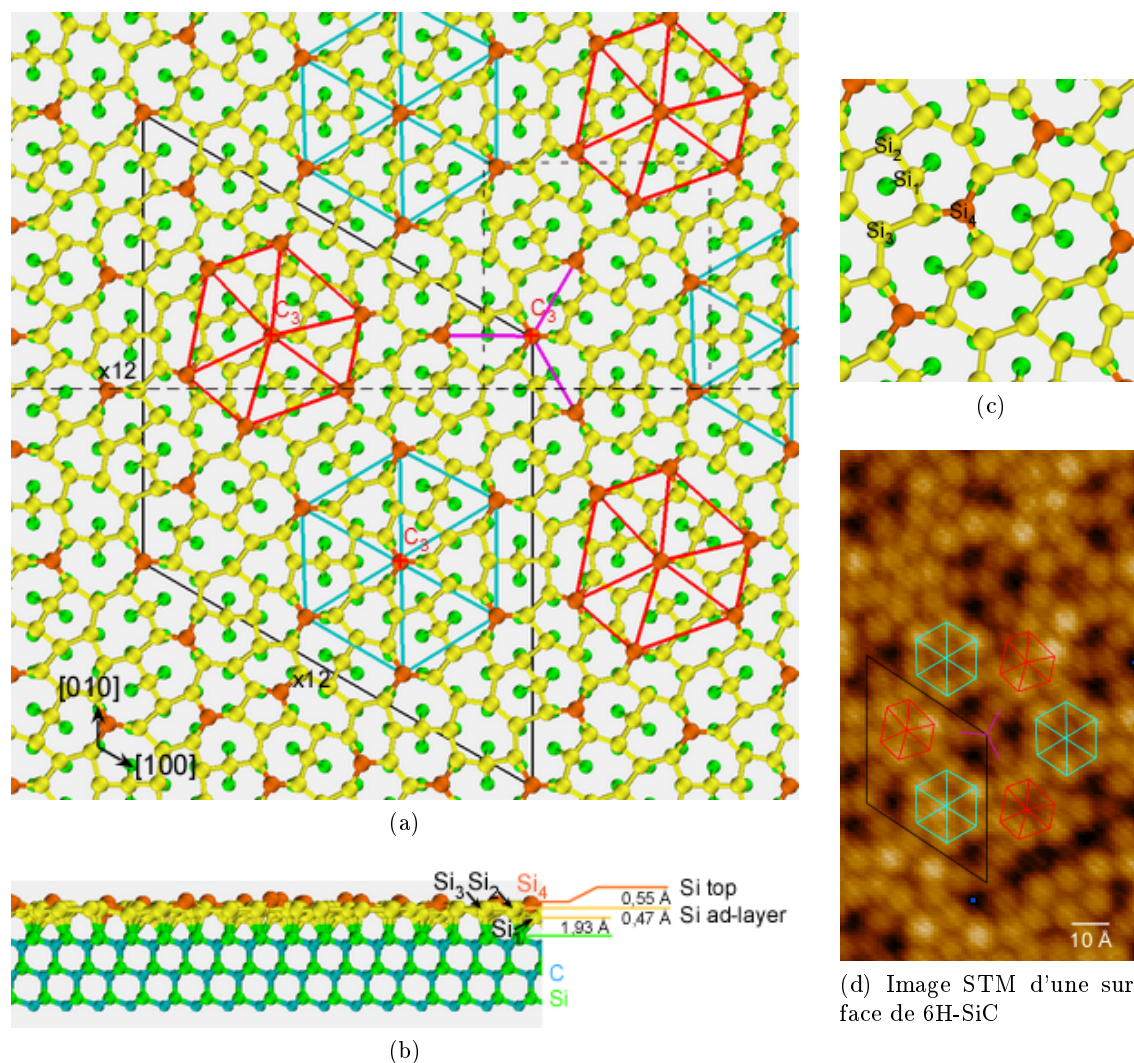 C3
C3
x12
C3
x12
[010]
[100]
(a)
Si2
Si1
Si3
Si4
(c)
Si3 Si2 Si4
Si top
0,55 Å
0,47 Å
Si ad-layer
Si1
1,93 Å
C
Si
(b)
10 Å
(d) Image STM d'une sur
face de 6H-SiC